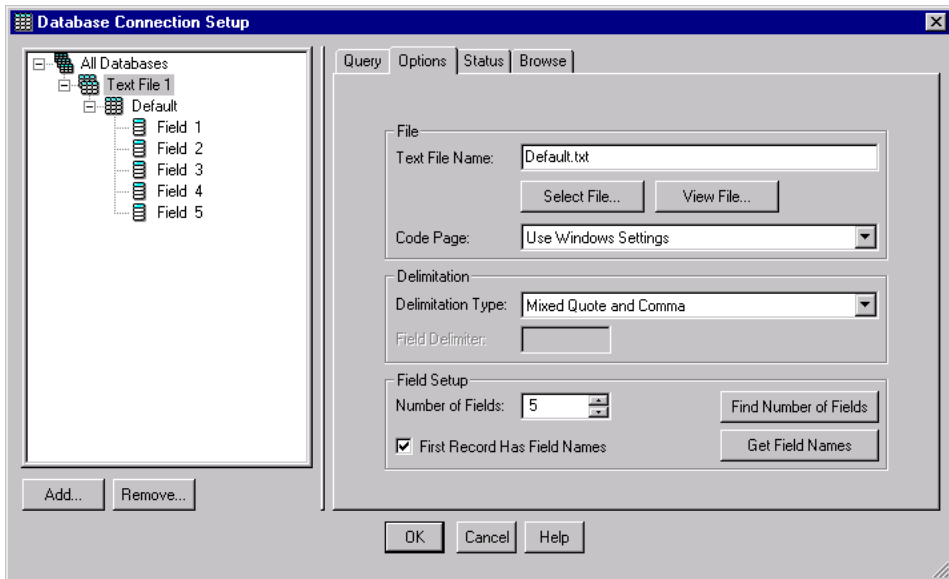 Database Connection Setup
All Databases
Text File 1
Default
Field 1
Field 2
Field 3
Field 4
Field 5
Add...
Remove...
Query
Options
Status
Browse
File
Text File Name:
Default.txt
Select File...
View File...
Code Page:
Use Windows Settings
Delimitation
Delimitation Type:
Mixed Quote and Comma
Field Delimiter:
Field Setup
Number of Fields:
5
Find Number of Fields
First Record Has Field Names
Get Field Names
OK
Cancel
Help